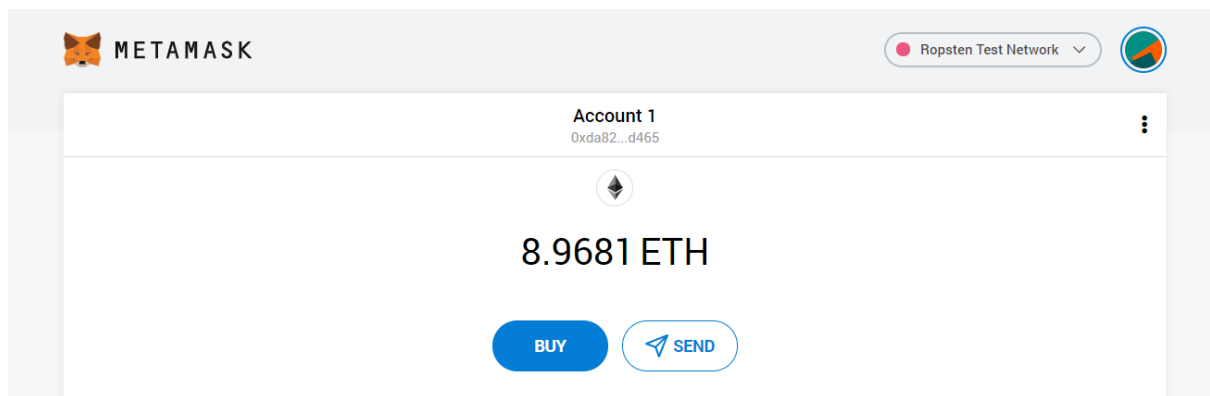 METAMASK
Ropsten Test Network
Account 1
0xda82...d465
8.9681 ETH
BUY
SEND